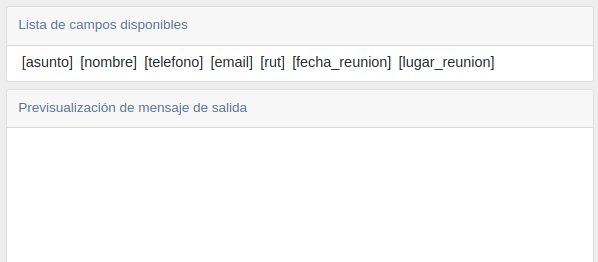 Lista de campos disponibles
[asunto] [nombre] [telefono] [email] [rut] [fecha_reunion] [lugar_reunion]
Previsualización de mensaje de salida